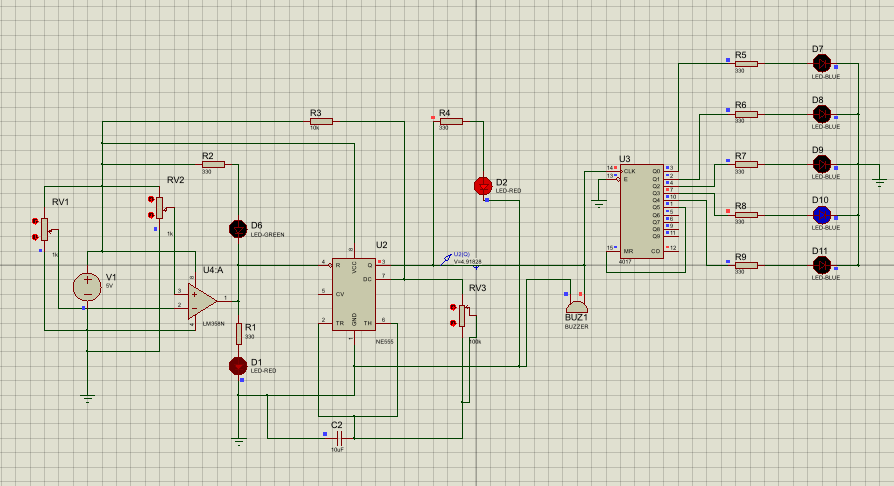 R5
330
D7
LED-BLUE
R3
10k
R4
330
R6
330
D8
LED-BLUE
R2
330
U3
R7
330
D9
LED-BLUE
14 CLK Q0 3
13 E Q1 2
Q2 4
Q3 7
Q4 10
Q5 1
Q6 5
Q7 6
Q8 9
Q9 11
15 MR CO 12
4017
RV1
1k
RV2
1k
D2
LED-RED
R8
330
D10
LED-BLUE
D6
LED-GREEN
U2
U2(Q)
V=4.91828
R9
330
D11
LED-BLUE
V1
5V
U4:A
8
3
2
1
4
LM358N
4 R VCC 8 Q 3
DC 7
5 CV
2 TR GND 1 TH 6
NE555
RV3
100k
BUZ1
BUZZER
R1
330
D1
LED-RED
C2
10uF